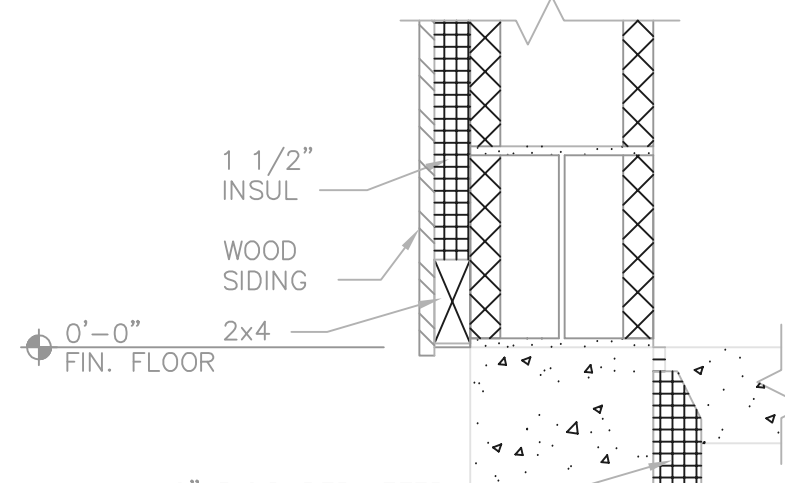 1 1/2"
INSUL
WOOD
SIDING
2x4
0'-0"
FIN. FLOOR